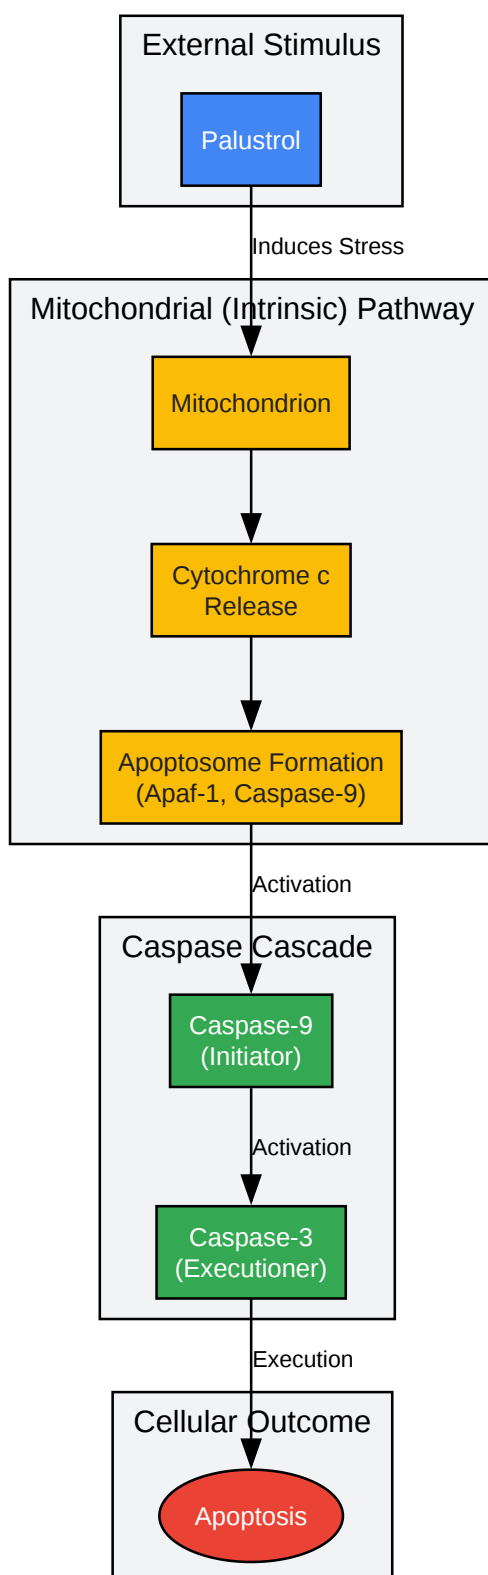 External Stimulus
Palustrol
Induces Stress
Mitochondrial (Intrinsic) Pathway
Mitochondrion
Cytochrome c
Release
Apoptosome Formation
(Apaf-1, Caspase-9)
Activation
Caspase Cascade
Caspase-9
(Initiator)
Activation
Caspase-3
(Executioner)
Execution
Cellular Outcome
Apoptosis